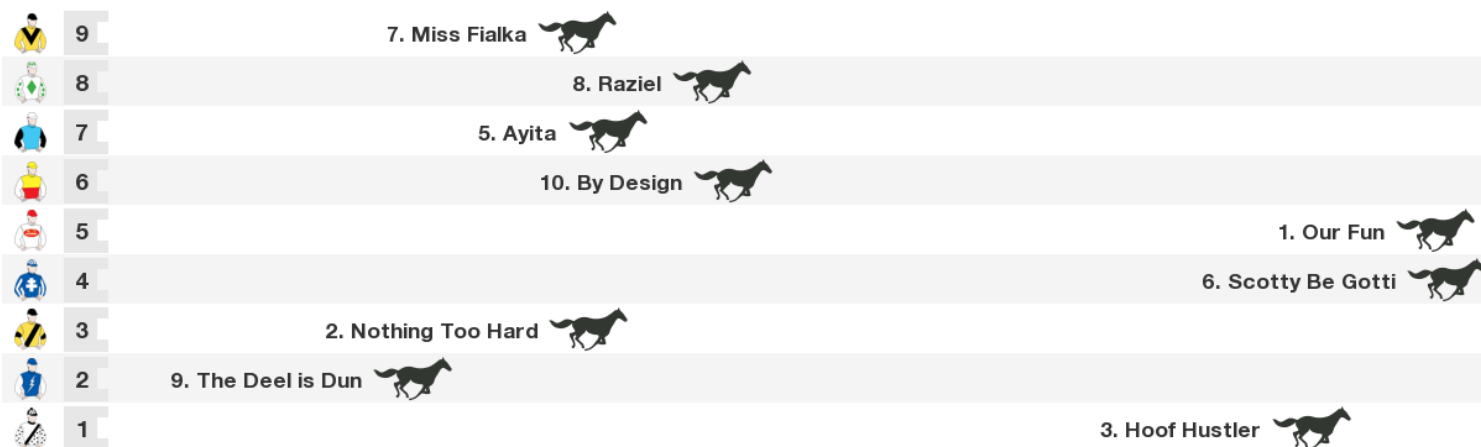 9 7. Miss Fialka
8 8. Raziel
7 5. Ayita
6 10. By Design
5 1. Our Fun
4 6. Scotty Be Gotti
3 2. Nothing Too Hard
2 9. The Deel is Dun
1 3. Hoof Hustler